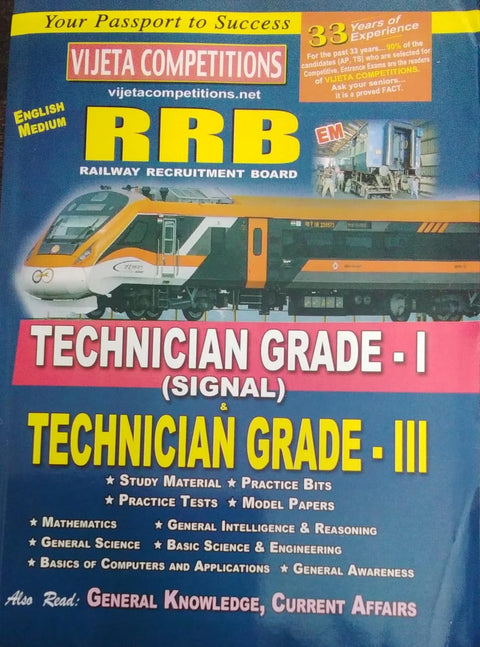 Your Passport to Success
33 Years of Experience
For the past 33 years... 90% of the
candidates (AP, TS) who are selected for
Competitive, Entrance Exams are the readers
of VIJETA COMPETITIONS.
Ask your seniors...
it is a proved FACT.
VIJETA COMPETITIONS
vijetacompetitions.net
ENGLISH
MEDIUM
RRB
EM
RAILWAY RECRUITMENT BOARD
TECHNICIAN GRADE - I
(SIGNAL)
&
TECHNICIAN GRADE - III
★ STUDY MATERIAL ★ PRACTICE BITS
★ PRACTICE TESTS ★ MODEL PAPERS
★ MATHEMATICS ★ GENERAL INTELLIGENCE & REASONING
★ GENERAL SCIENCE ★ BASIC SCIENCE & ENGINEERING
★ BASICS OF COMPUTERS AND APPLICATIONS ★ GENERAL AWARENESS
Also Read: GENERAL KNOWLEDGE, CURRENT AFFAIRS